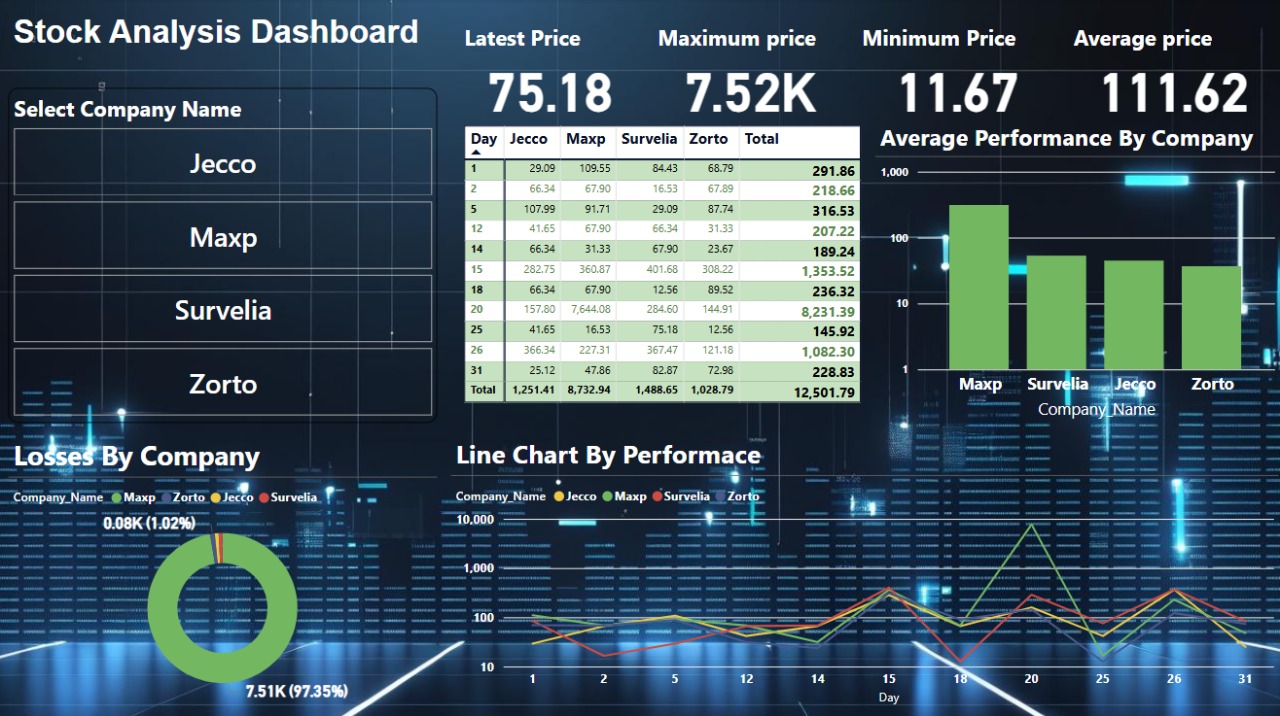 Stock Analysis Dashboard
Select Company Name
Jecco
Maxp
Survelia
Zorto
Latest Price Maximum price Minimum Price Average price
75.18 7.52K 11.67 111.62
Day Jecco Maxp Survelia Zorto Total
1 29.09 109.55 84.43 68.79 291.86
2 66.34 67.90 16.53 67.89 218.66
5 107.99 91.71 29.09 87.74 316.53
12 41.65 67.90 66.34 31.33 207.22
14 66.34 31.33 67.90 23.67 189.24
15 282.75 360.87 401.68 308.22 1,353.52
18 66.34 67.90 12.56 89.52 236.32
20 157.80 7,644.08 284.60 144.91 8,231.39
25 41.65 16.53 75.18 12.56 145.92
26 366.34 227.31 367.47 121.18 1,082.30
31 25.12 47.86 82.87 72.98 228.83
Total 1,251.41 8,732.94 1,488.65 1,028.79 12,501.79
Average Performance By Company
1,000
100
10
1
Maxp Survelia Jecco Zorto
Company_Name
Losses By Company
Company_Name Maxp Zorto Jecco Survelia
0.08K (1.02%)
7.51K (97.35%)
Line Chart By Performace
Company_Name Jecco Maxp Survelia Zorto
10,000
1,000
100
10
1 2 5 12 14 15 18 20 25 26 31
Day